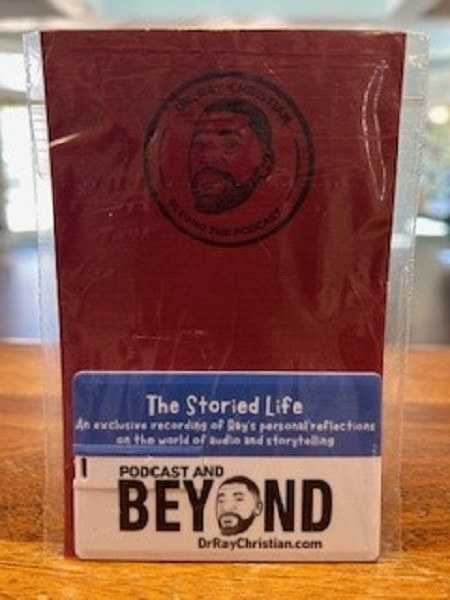 DR. RAY CHRISTIAN
BEYOND THE PODCAST
The Storied Life
An exclusive recording of Ray's personal reflections
on the world of audio and storytelling
PODCAST AND
BEYOND
DrRayChristian.com